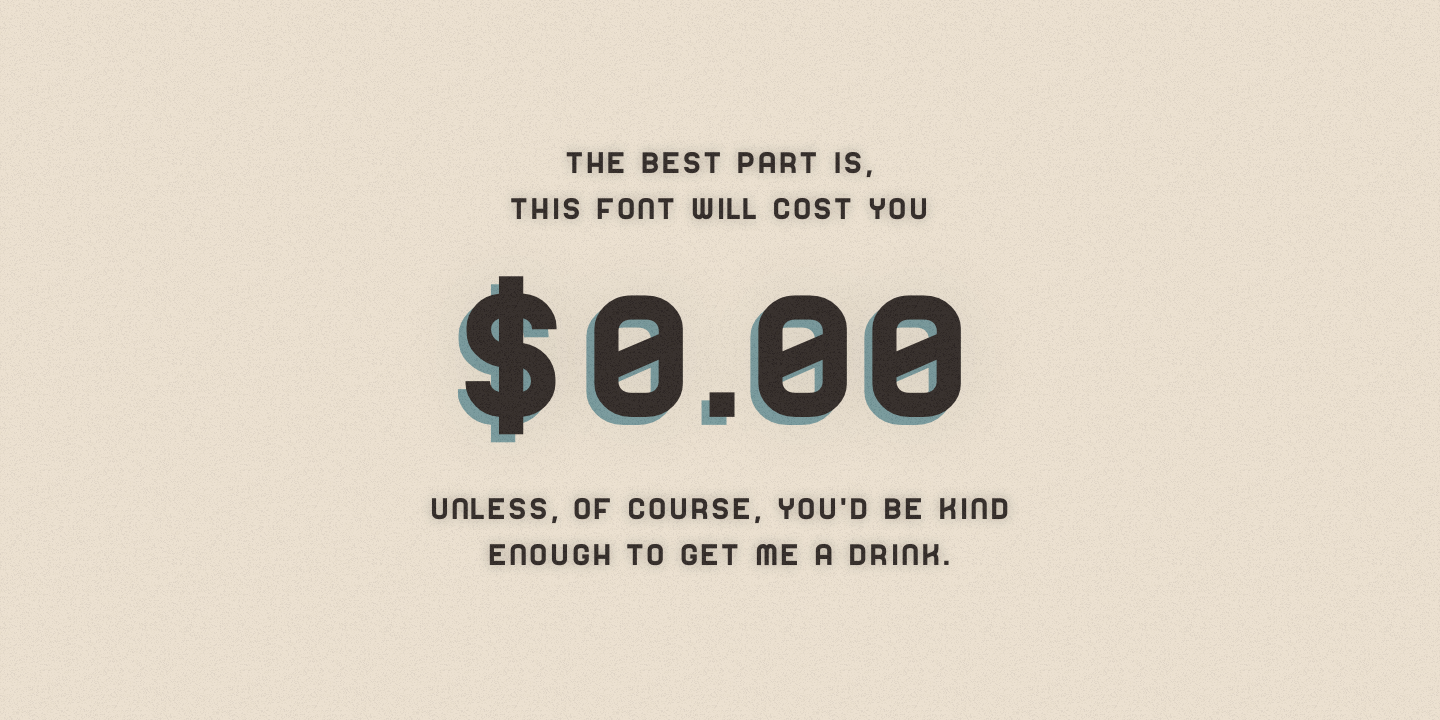 THE BEST PART IS,
THIS FONT WILL COST YOU
$0.00
UNLESS, OF COURSE, YOU'D BE KIND
ENOUGH TO GET ME A DRINK.